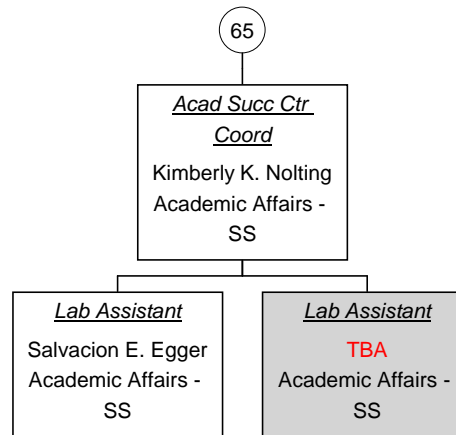 65
Acad Succ Ctr
Coord
Kimberly K. Nolting
Academic Affairs -
SS
Lab Assistant
Salvacion E. Egger
Academic Affairs -
SS
Lab Assistant
TBA
Academic Affairs -
SS